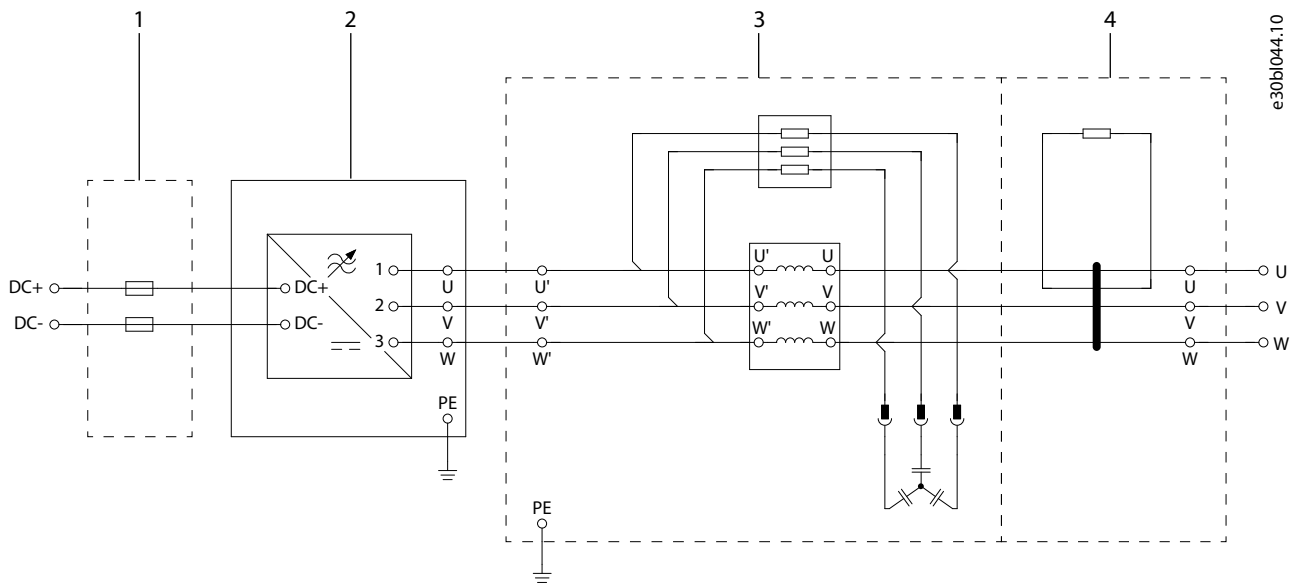 1 2 3 4
e30bl044.10
U' U
1 U U' U
DC+ DC+ U
V' V
2 V V' V V
DC- DC-
W' W
3 W W' W W
PE
PE